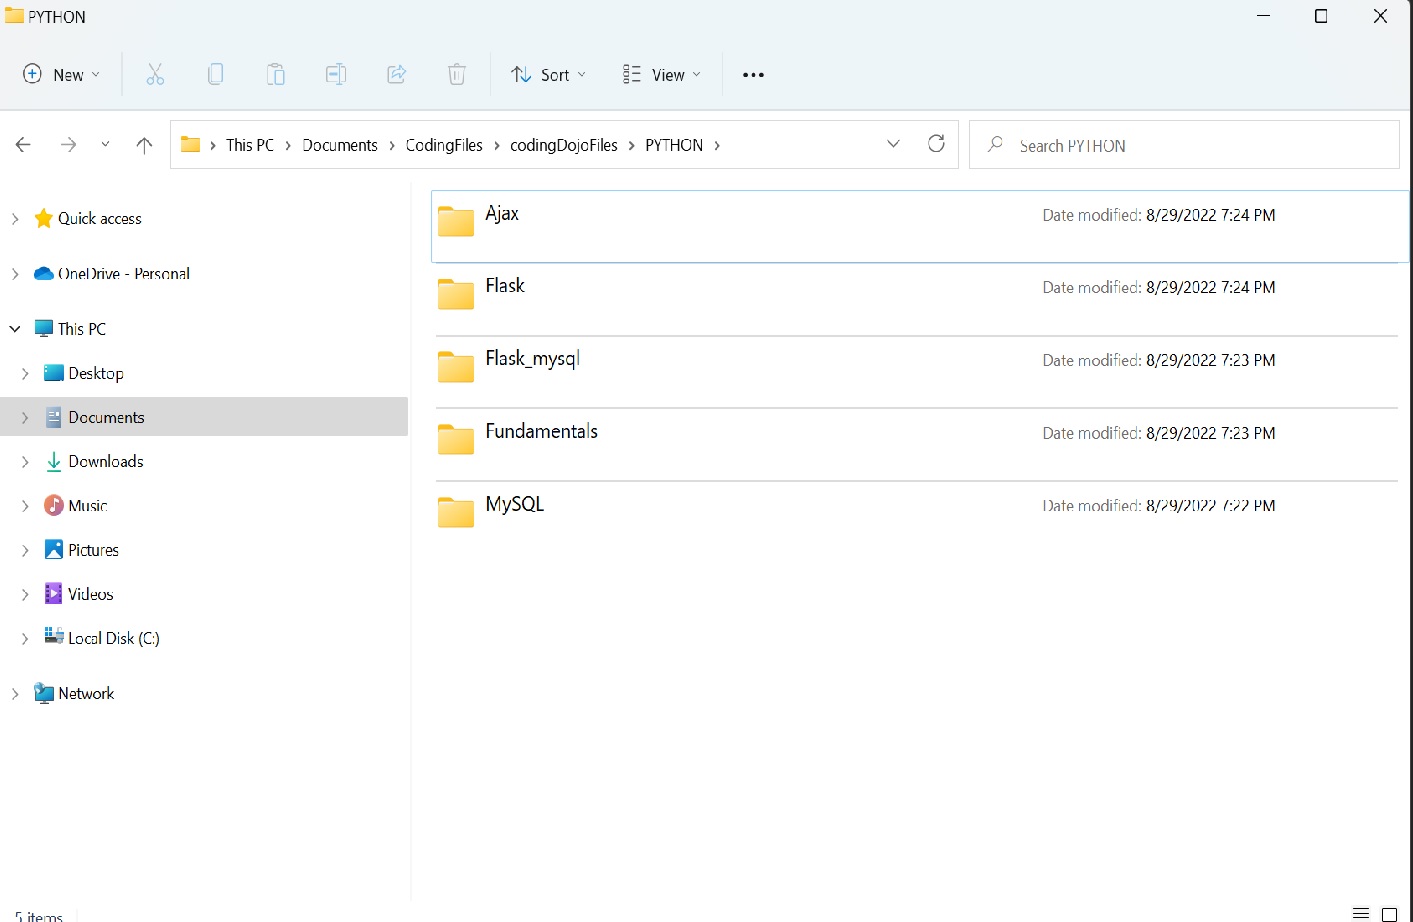 PYTHON
New Sort View
This PC Documents CodingFiles codingDojoFiles PYTHON Search PYTHON
Quick access
OneDrive - Personal
This PC
Desktop
Documents
Downloads
Music
Pictures
Videos
Local Disk (C:)
Network
Ajax Date modified: 8/29/2022 7:24 PM
Flask Date modified: 8/29/2022 7:24 PM
Flask_mysql Date modified: 8/29/2022 7:23 PM
Fundamentals Date modified: 8/29/2022 7:23 PM
MySQL Date modified: 8/29/2022 7:22 PM
5 items